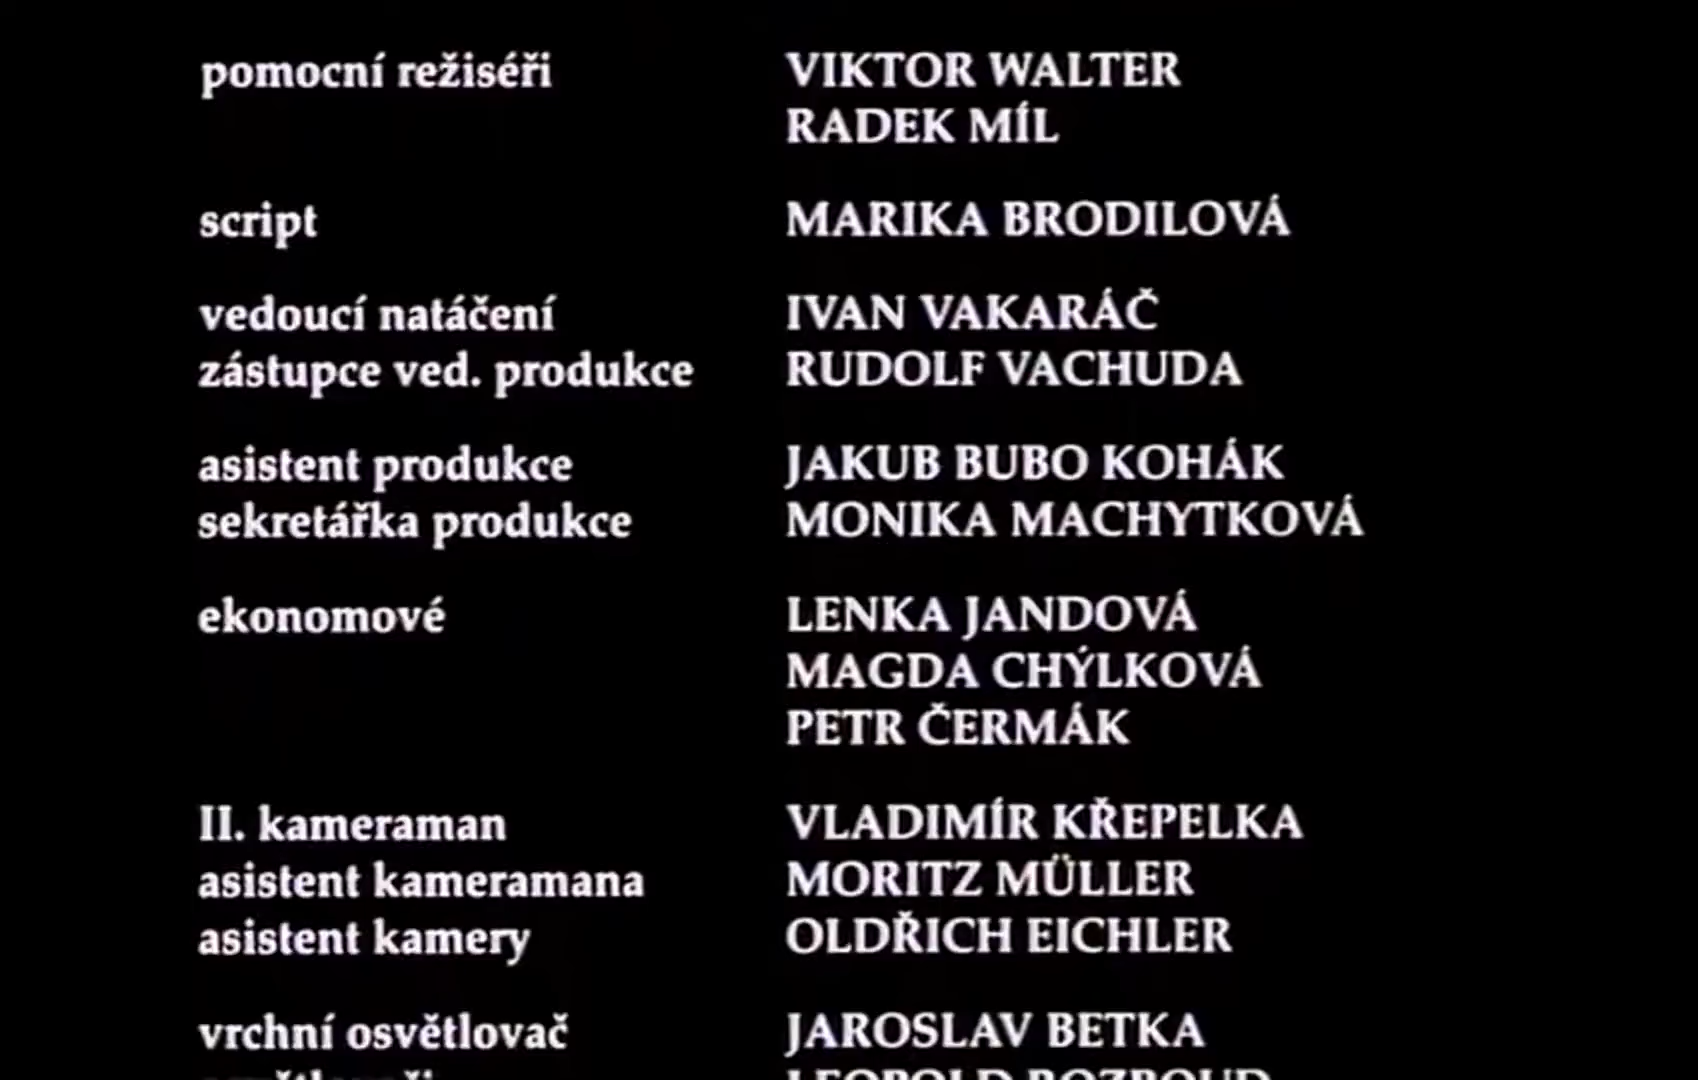 pomocní režiséři VIKTOR WALTER
RADEK MÍL
script MARIKA BRODILOVÁ
vedoucí natáčení IVAN VAKARÁČ
zástupce ved. produkce RUDOLF VACHUDA
asistent produkce JAKUB BUBO KOHÁK
sekretářka produkce MONIKA MACHYTKOVÁ
ekonomové LENKA JANDOVÁ
MAGDA CHÝLKOVÁ
PETR ČERMÁK
II. kameraman VLADIMÍR KŘEPELKA
asistent kameramana MORITZ MÜLLER
asistent kamery OLDŘICH EICHLER
vrchní osvětlovač JAROSLAV BETKA
LEOPOLD